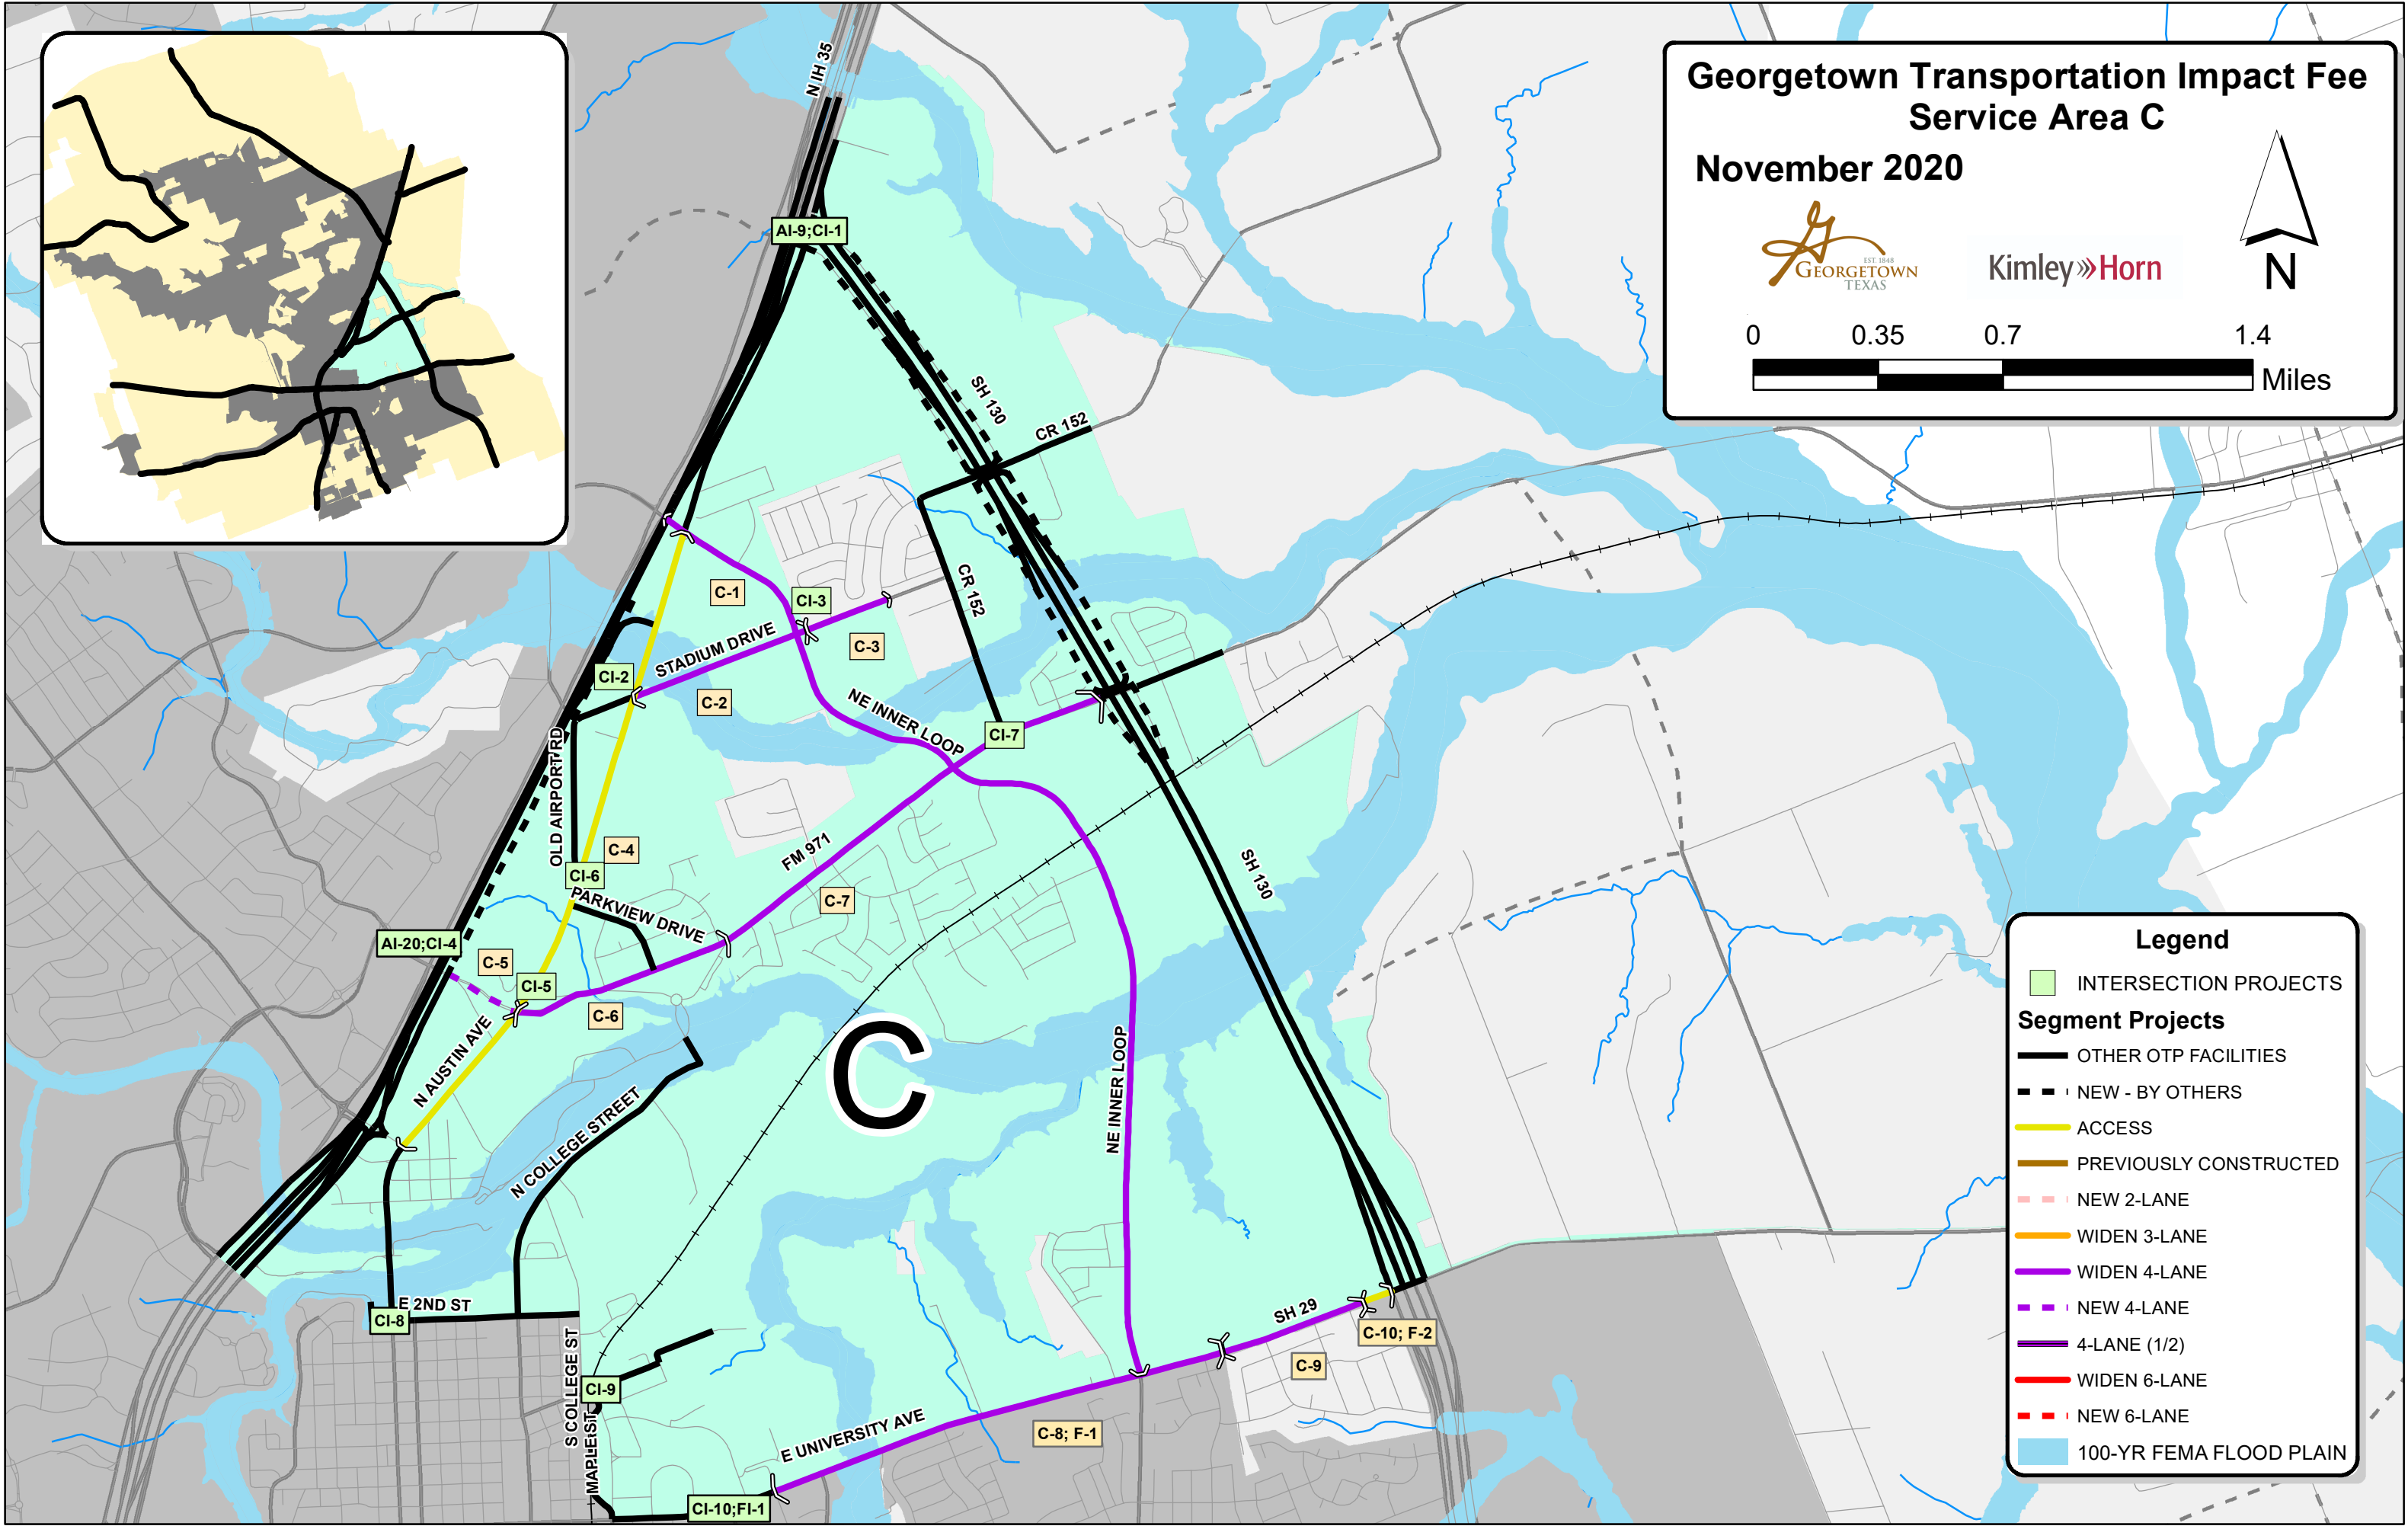 Georgetown Transportation Impact Fee
Service Area C
November 2020
EST. 1848
GEORGETOWN
TEXAS
Kimley»Horn
N
0 0.35 0.7 1.4
Miles
N IH 35
AI-9;CI-1
SH 130
CR 152
C-1
CI-3
CR 152
STADIUM DRIVE
C-3
CI-2
C-2
NE INNER LOOP
CI-7
OLD AIRPORT RD
C-4
FM 971
CI-6
PARKVIEW DRIVE
C-7
SH 130
AI-20;CI-4
C-5
CI-5
C-6
N AUSTIN AVE
C
NE INNER LOOP
N COLLEGE STREET
E 2ND ST
CI-8
SH 29
C-10; F-2
C-9
S COLLEGE ST
CI-9
MAPLE ST
E UNIVERSITY AVE
C-8; F-1
CI-10;FI-1
Legend
INTERSECTION PROJECTS
Segment Projects
OTHER OTP FACILITIES
NEW - BY OTHERS
ACCESS
PREVIOUSLY CONSTRUCTED
NEW 2-LANE
WIDEN 3-LANE
WIDEN 4-LANE
NEW 4-LANE
4-LANE (1/2)
WIDEN 6-LANE
NEW 6-LANE
100-YR FEMA FLOOD PLAIN